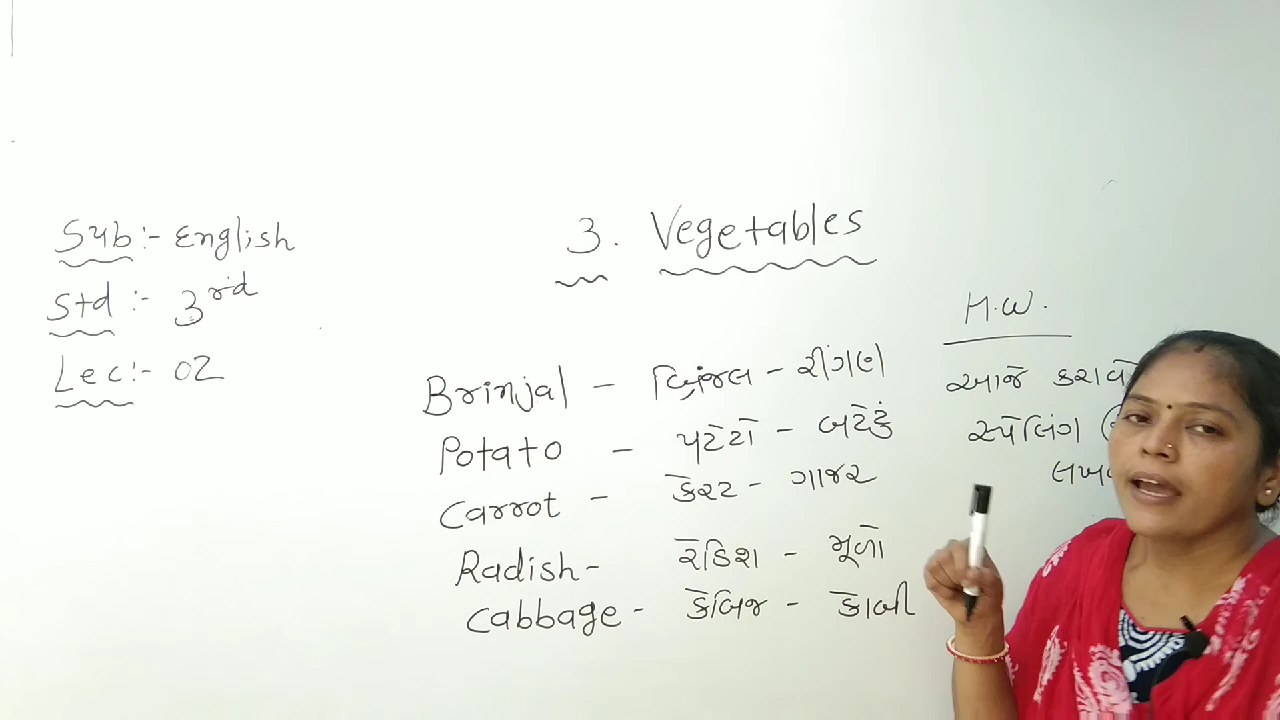 Sub:- English
Std :- 3rd
Lec:- 02
3. Vegetables
Brinjal - બ્રિંજલ - રીંગણ
Potato - પટેટો - બટેકું
Carrot - કેરટ - ગાજર
Radish - રેડિશ - મૂળો
Cabbage - કેબિજ - કોબી
H.W.
આજે
સ્પેલિંગ